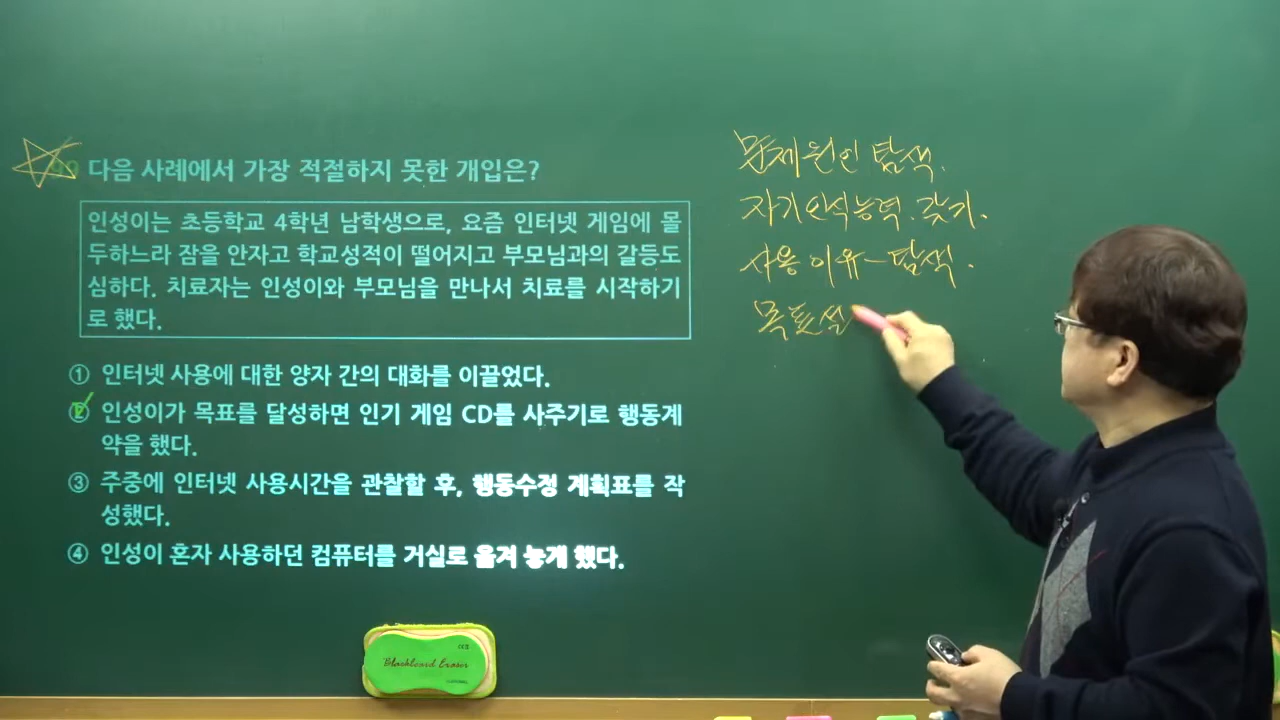 다음 사례에서 가장 적절하지 못한 개입은?
인성이는 초등학교 4학년 남학생으로, 요즘 인터넷 게임에 몰
두하느라 잠을 안자고 학교성적이 떨어지고 부모님과의 갈등도
심하다. 치료자는 인성이와 부모님을 만나서 치료를 시작하기
로 했다.
① 인터넷 사용에 대한 양자 간의 대화를 이끌었다.
② 인성이가 목표를 달성하면 인기 게임 CD를 사주기로 행동계
약을 했다.
③ 주중에 인터넷 사용시간을 관찰할 후, 행동수정 계획표를 작
성했다.
④ 인성이 혼자 사용하던 컴퓨터를 거실로 옮겨 놓게 했다.
문제원인 탐색.
자기인식능력. 갖기.
사용이유-탐색.
목표설
Blackboard Eraser